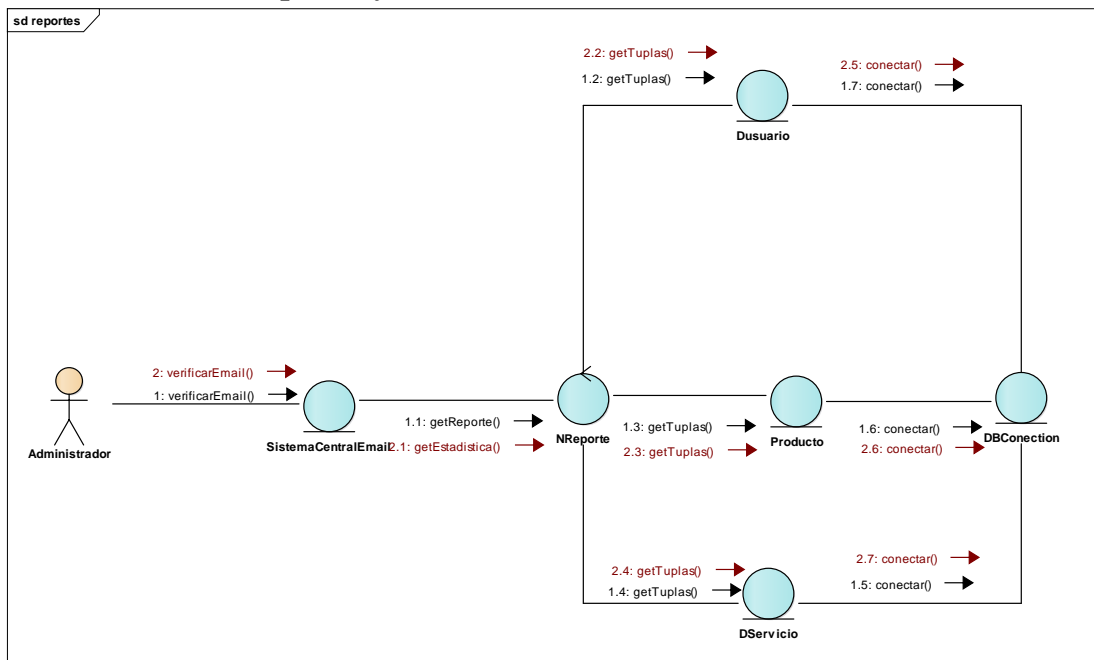 sd reportes
2.2: getTuplas()
1.2: getTuplas()
2.5: conectar()
1.7: conectar()
Dusuario
2: verificarEmail()
1: verificarEmail()
Administrador
SistemaCentralEmail
1.1: getReporte()
2.1: getEstadistica()
NReporte
1.3: getTuplas()
2.3: getTuplas()
Producto
1.6: conectar()
2.6: conectar()
DBConection
2.4: getTuplas()
1.4: getTuplas()
2.7: conectar()
1.5: conectar()
DServicio